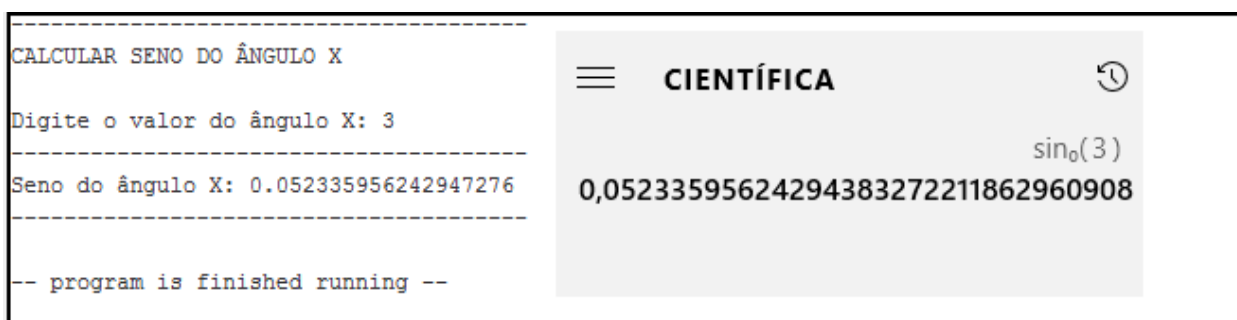 --------------------------------------
CALCULAR SENO DO ÂNGULO X
Digite o valor do ângulo X: 3
--------------------------------------
Seno do ângulo X: 0.052335956242947276
--------------------------------------
-- program is finished running --
CIENTÍFICA
sin₀(3)
0,05233595624294383272211862960908